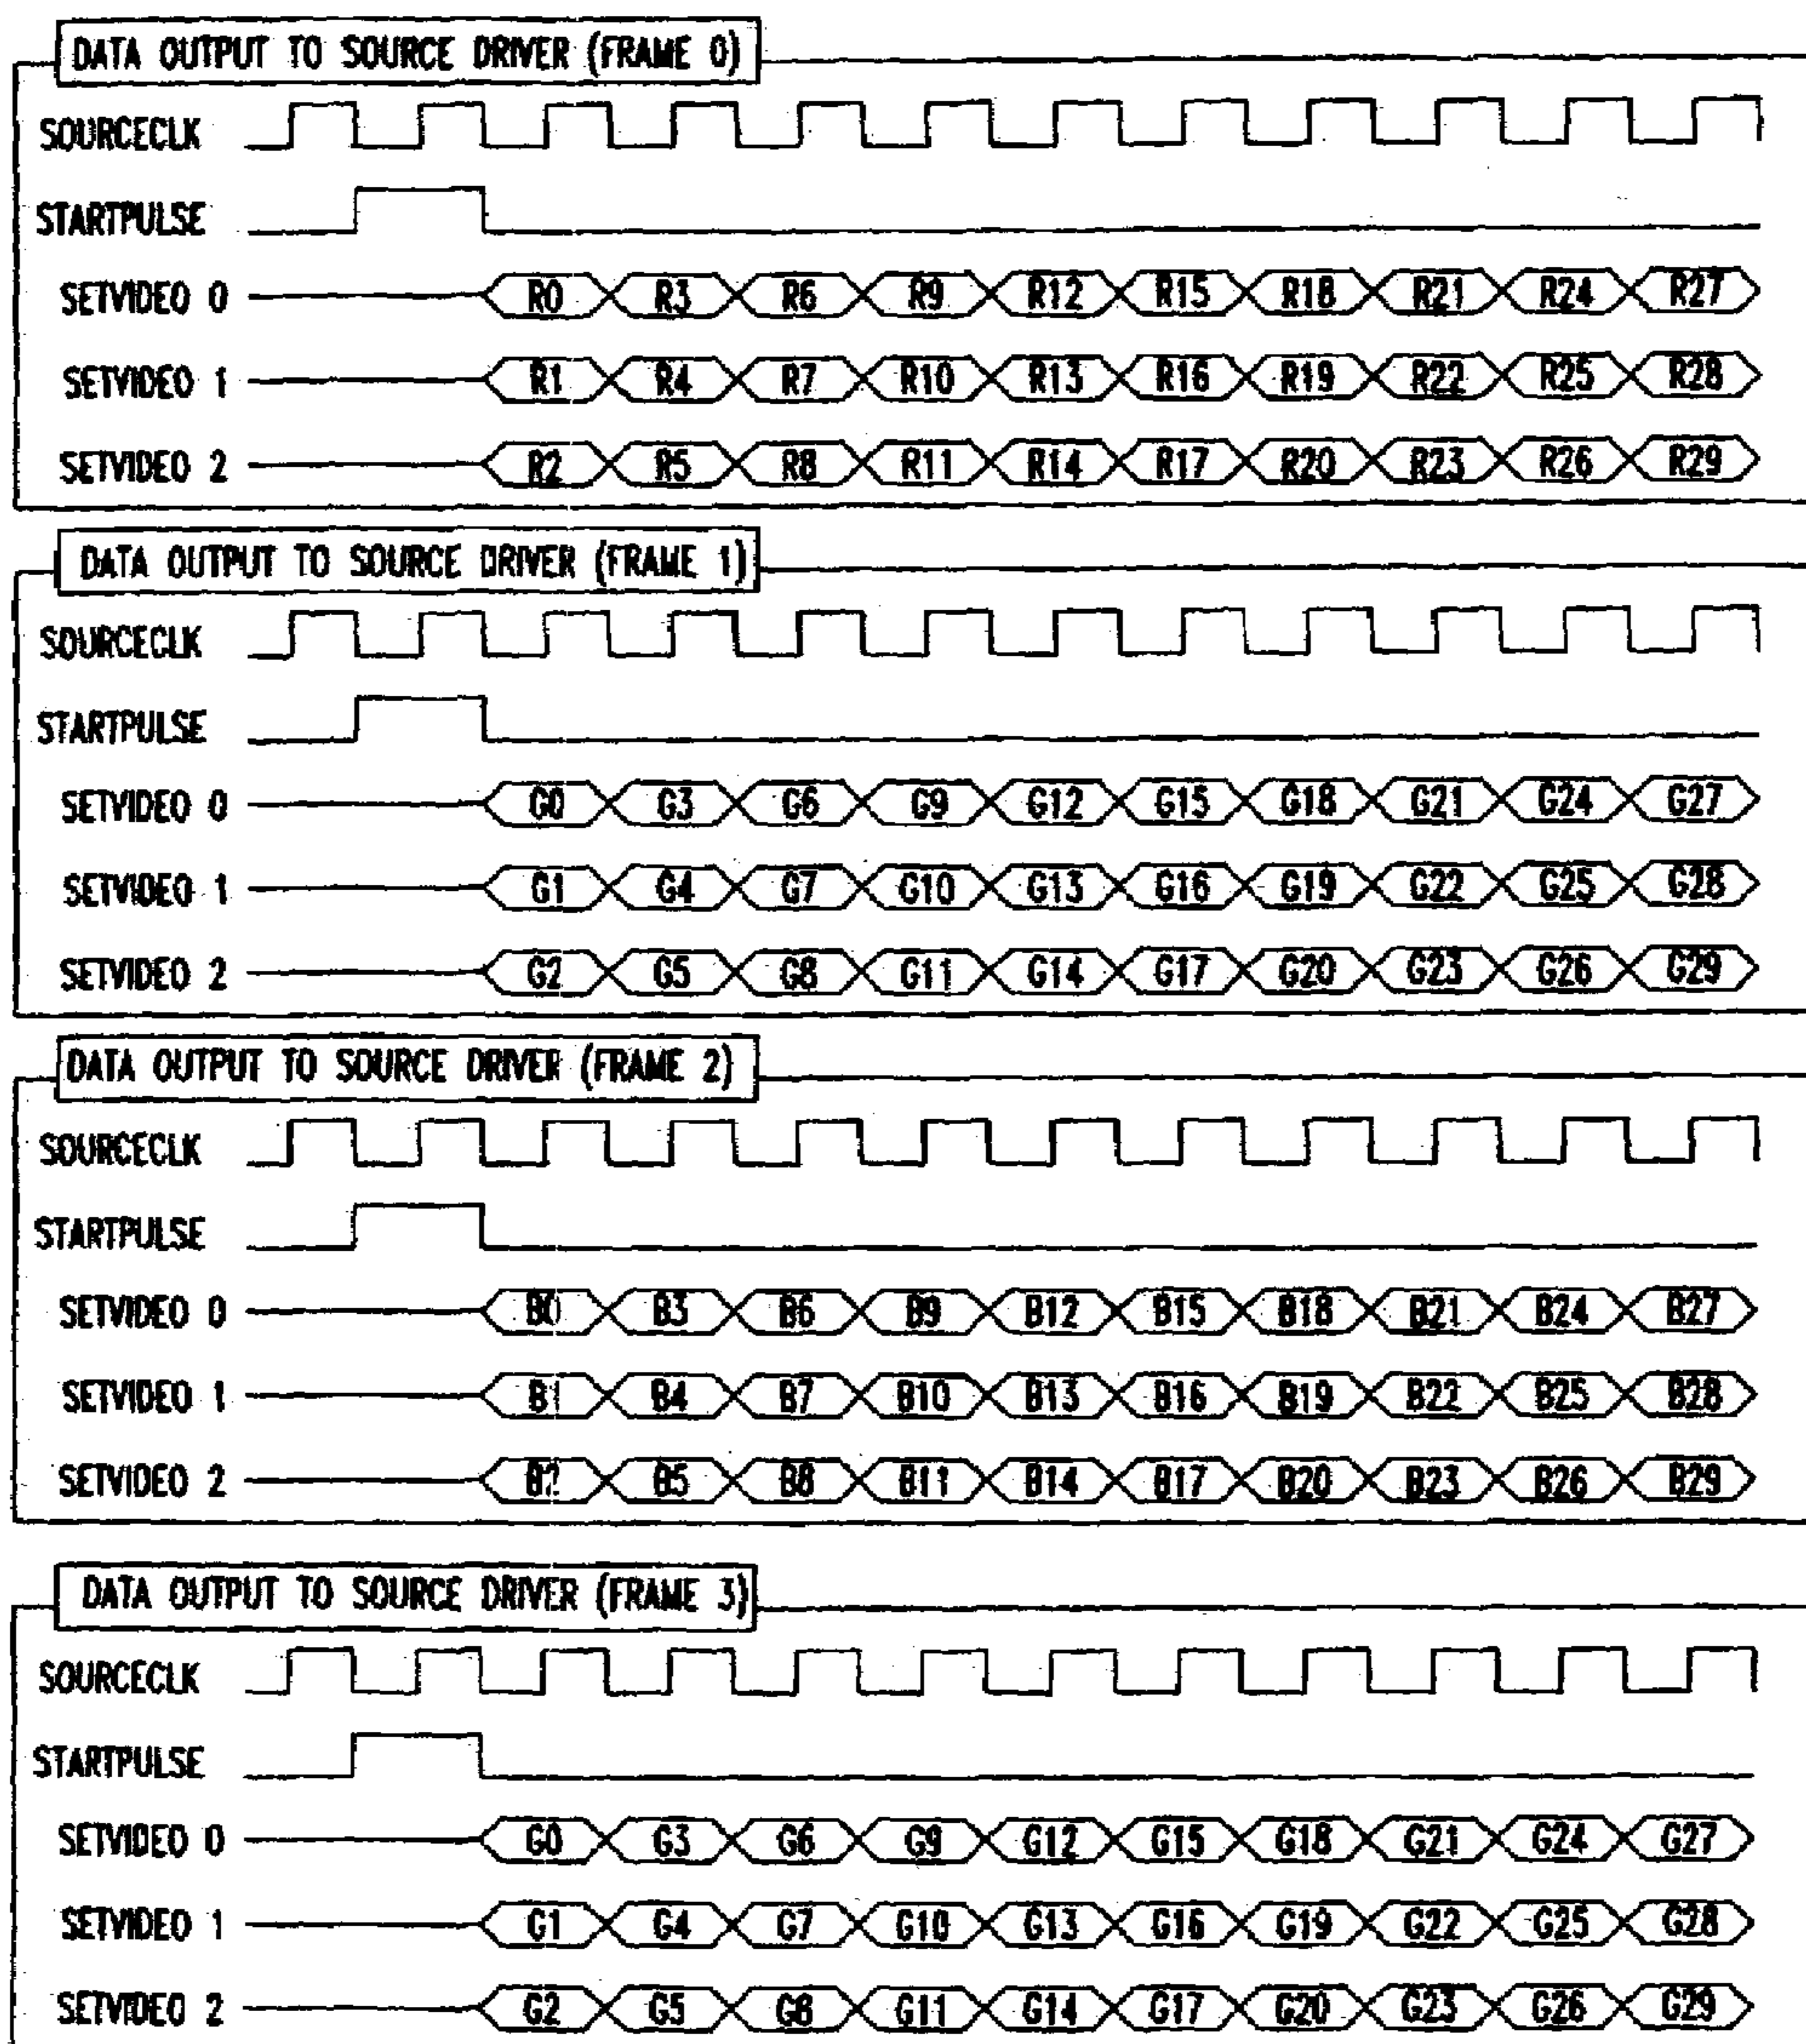 DATA OUTPUT TO SOURCE DRIVER (FRAME 0)
SOURCECLK
STARTPULSE
SETVIDEO 0 R0 R3 R6 R9 R12 R15 R18 R21 R24 R27
SETVIDEO 1 R1 R4 R7 R10 R13 R16 R19 R22 R25 R28
SETVIDEO 2 R2 R5 R8 R11 R14 R17 R20 R23 R26 R29
DATA OUTPUT TO SOURCE DRIVER (FRAME 1)
SOURCECLK
STARTPULSE
SETVIDEO 0 G0 G3 G6 G9 G12 G15 G18 G21 G24 G27
SETVIDEO 1 G1 G4 G7 G10 G13 G16 G19 G22 G25 G28
SETVIDEO 2 G2 G5 G8 G11 G14 G17 G20 G23 G26 G29
DATA OUTPUT TO SOURCE DRIVER (FRAME 2)
SOURCECLK
STARTPULSE
SETVIDEO 0 B0 B3 B6 B9 B12 B15 B18 B21 B24 B27
SETVIDEO 1 B1 B4 B7 B10 B13 B16 B19 B22 B25 B28
SETVIDEO 2 B2 B5 B8 B11 B14 B17 B20 B23 B26 B29
DATA OUTPUT TO SOURCE DRIVER (FRAME 3)
SOURCECLK
STARTPULSE
SETVIDEO 0 G0 G3 G6 G9 G12 G15 G18 G21 G24 G27
SETVIDEO 1 G1 G4 G7 G10 G13 G16 G19 G22 G25 G28
SETVIDEO 2 G2 G5 G8 G11 G14 G17 G20 G23 G26 G29